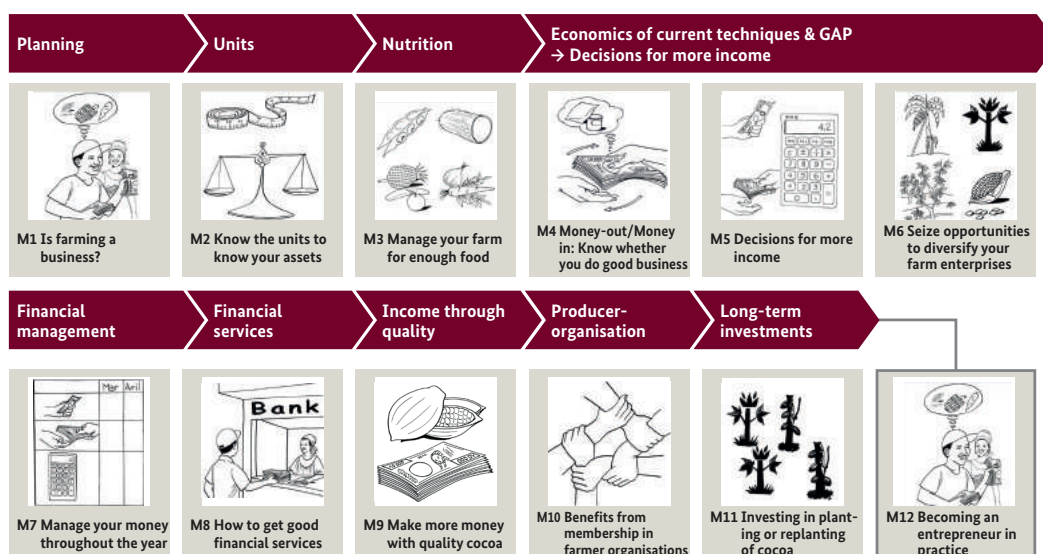 Planning
Units
Nutrition
Economics of current techniques & GAP
→ Decisions for more income
4,2
M1 Is farming a
business?
M2 Know the units to
know your assets
M3 Manage your farm
for enough food
M4 Money-out/Money
in: Know whether
you do good business
M5 Decisions for more
income
M6 Seize opportunities
to diversify your
farm enterprises
Financial
management
Financial
services
Income through
quality
Producer-
organisation
Long-term
investments
Mar Avril
Bank
M7 Manage your money
throughout the year
M8 How to get good
financial services
M9 Make more money
with quality cocoa
M10 Benefits from
membership in
farmer organisations
M11 Investing in plant-
ing or replanting
of cocoa
M12 Becoming an
entrepreneur in
practice